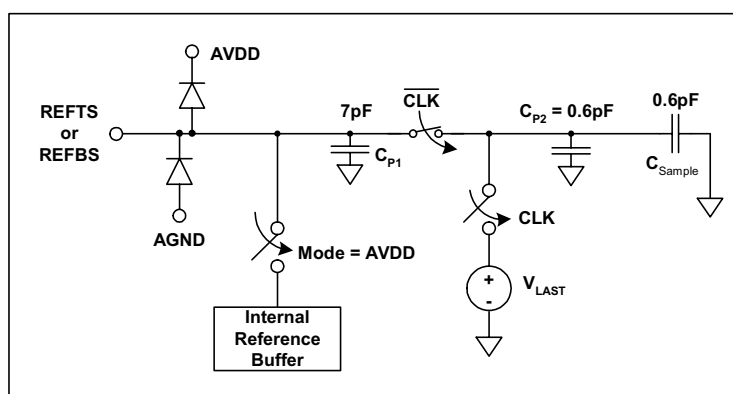 AVDD
REFTS
or
REFBS
AGND
7pF
C_P1
CLK
C_P2 = 0.6pF
0.6pF
C_Sample
CLK
Mode = AVDD
+
-
V_LAST
Internal
Reference
Buffer